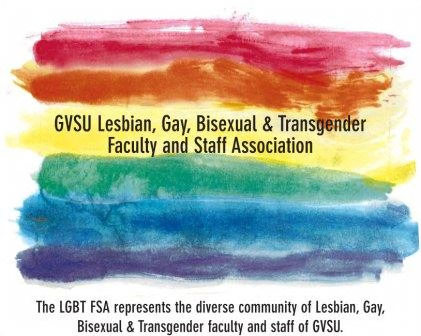 GVSU Lesbian, Gay, Bisexual & Transgender
Faculty and Staff Association
The LGBT FSA represents the diverse community of Lesbian, Gay,
Bisexual & Transgender faculty and staff of GVSU.